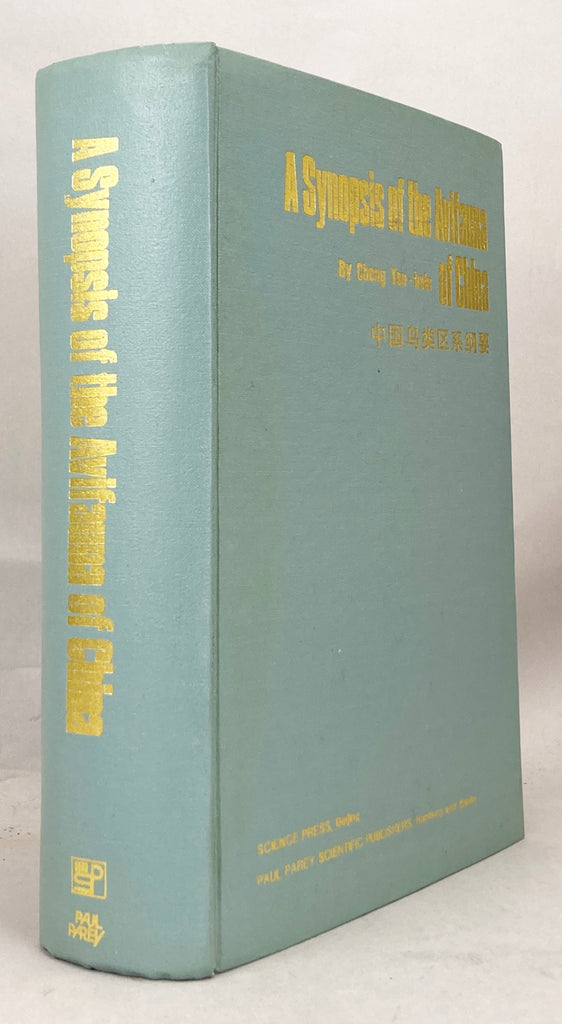 A Synopsis of the Avifauna of China
SP
PAUL
PAREY
A Synopsis of the Avifauna
of China
By Cheng Tso-hsin
中国鸟类区系纲要
SCIENCE PRESS, Beijing
PAUL PAREY SCIENTIFIC PUBLISHERS, Hamburg and Berlin